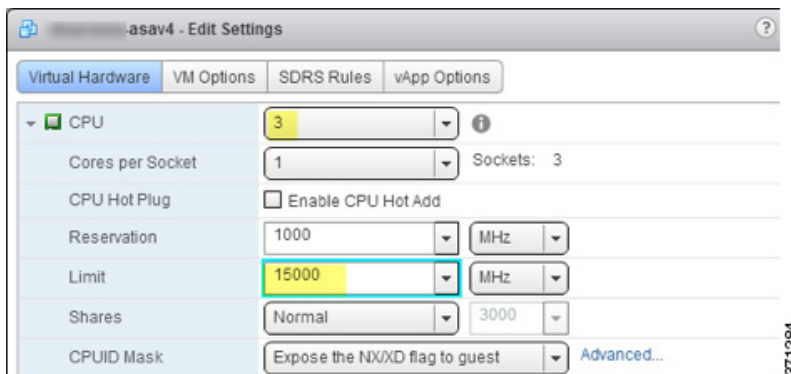 asav4 - Edit Settings ?
Virtual Hardware VM Options SDRS Rules vApp Options
CPU 3
Cores per Socket 1 Sockets: 3
CPU Hot Plug Enable CPU Hot Add
Reservation 1000 MHz
Limit 15000 MHz
Shares Normal 3000
CPUID Mask Expose the NX/XD flag to guest Advanced...